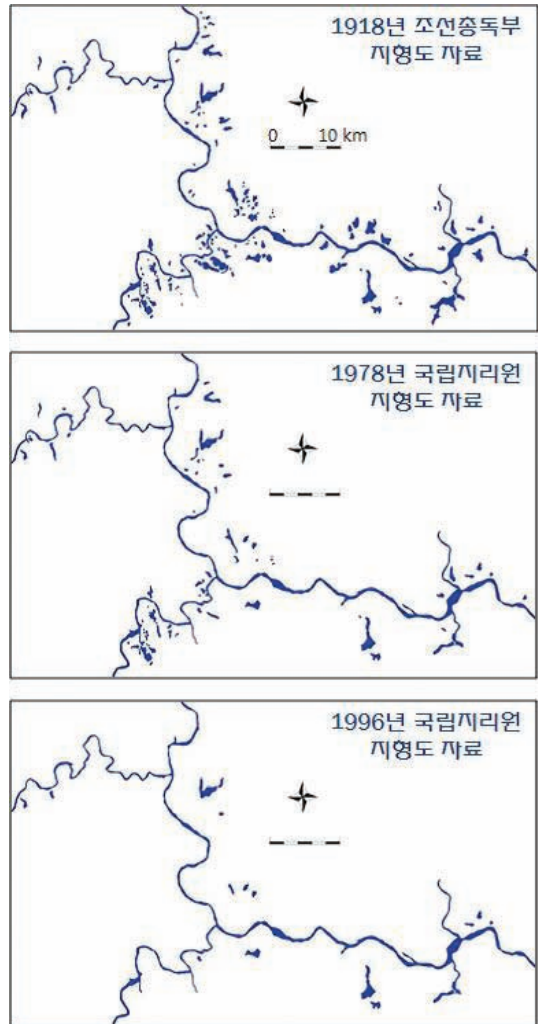 1918년 조선총독부
지형도 자료
0 10 km
1978년 국립지리원
지형도 자료
1996년 국립지리원
지형도 자료